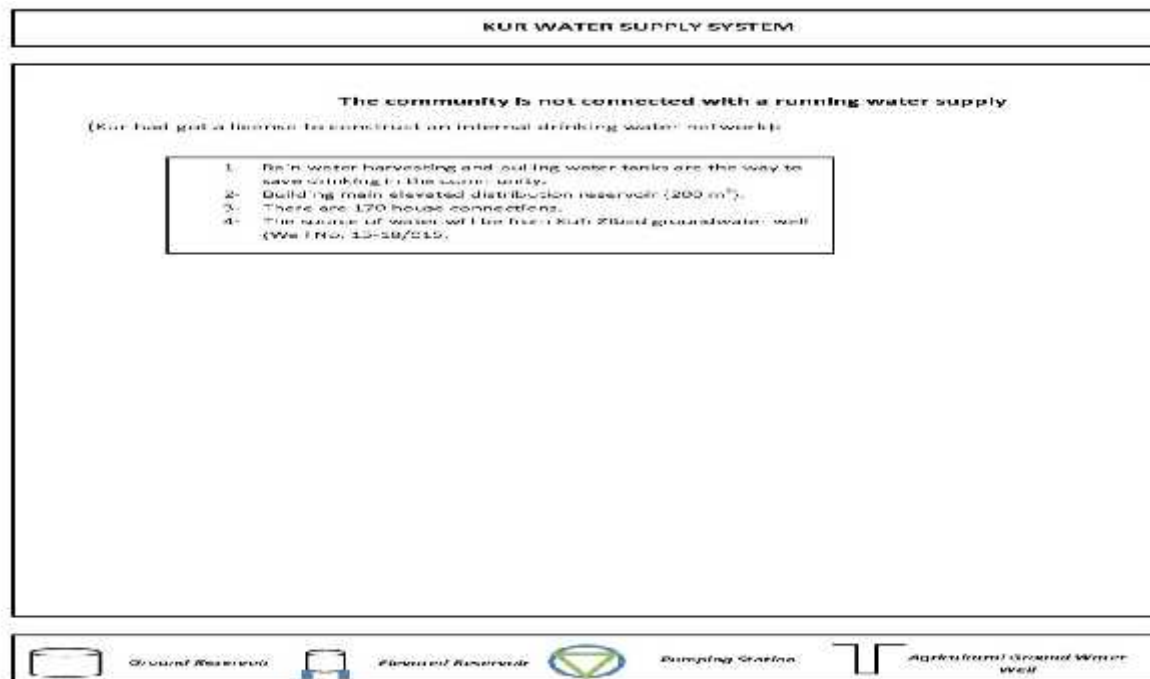 KUR WATER SUPPLY SYSTEM
The community is not connected with a running water supply
(Kur had got a license to construct an internal drinking water network):
1- Rain water harvesting and pulling water tanks are the way to
save drinking in the community.
2- Building main elevated distribution reservoir (200 m³).
3- There are 170 house connections.
4- The source of water will be from Kufr Zibad groundwater well
(Well No. 15-18/
Ground Reservoir
Elevated Reservoir
Pumping Station
Agricultural Ground Water
Well